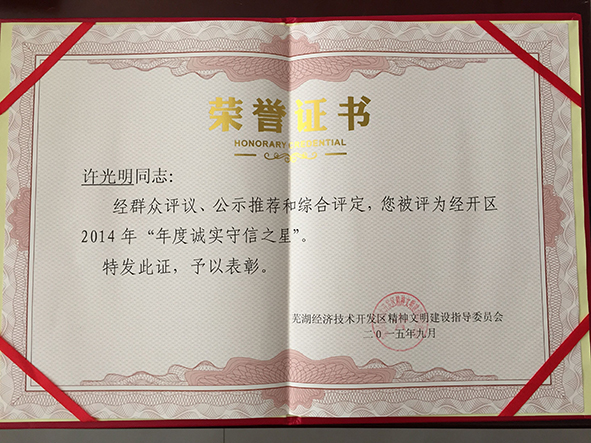 荣誉证书
HONORARY CREDENTIAL
许光明同志：
经群众评议、公示推荐和综合评定，您被评为经开区
2014年“年度诚实守信之星”。
特发此证，予以表彰。
芜湖经济技术开发区精神文明建设指导委员会
二〇一五年九月